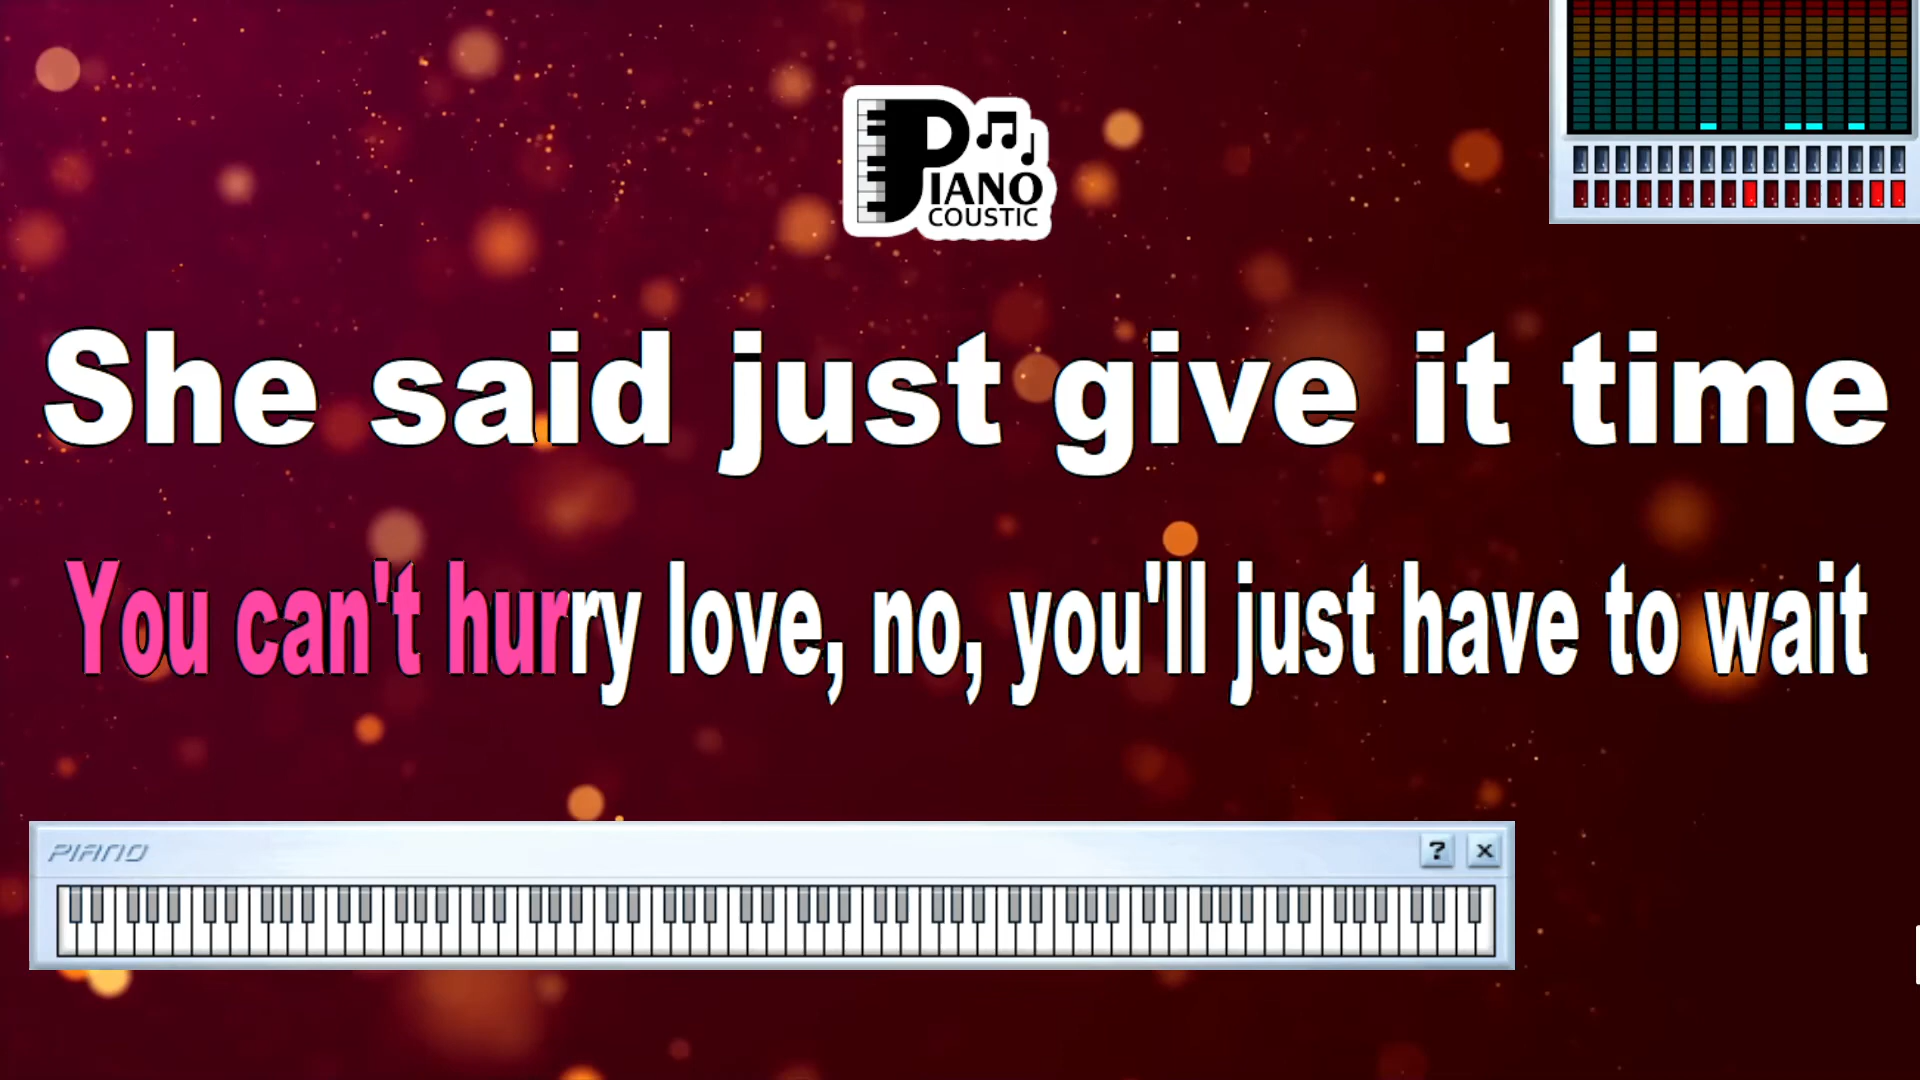 PIANO
COUSTIC
She said just give it time
You can't hurry love, no, you'll just have to wait
PIANO
? x